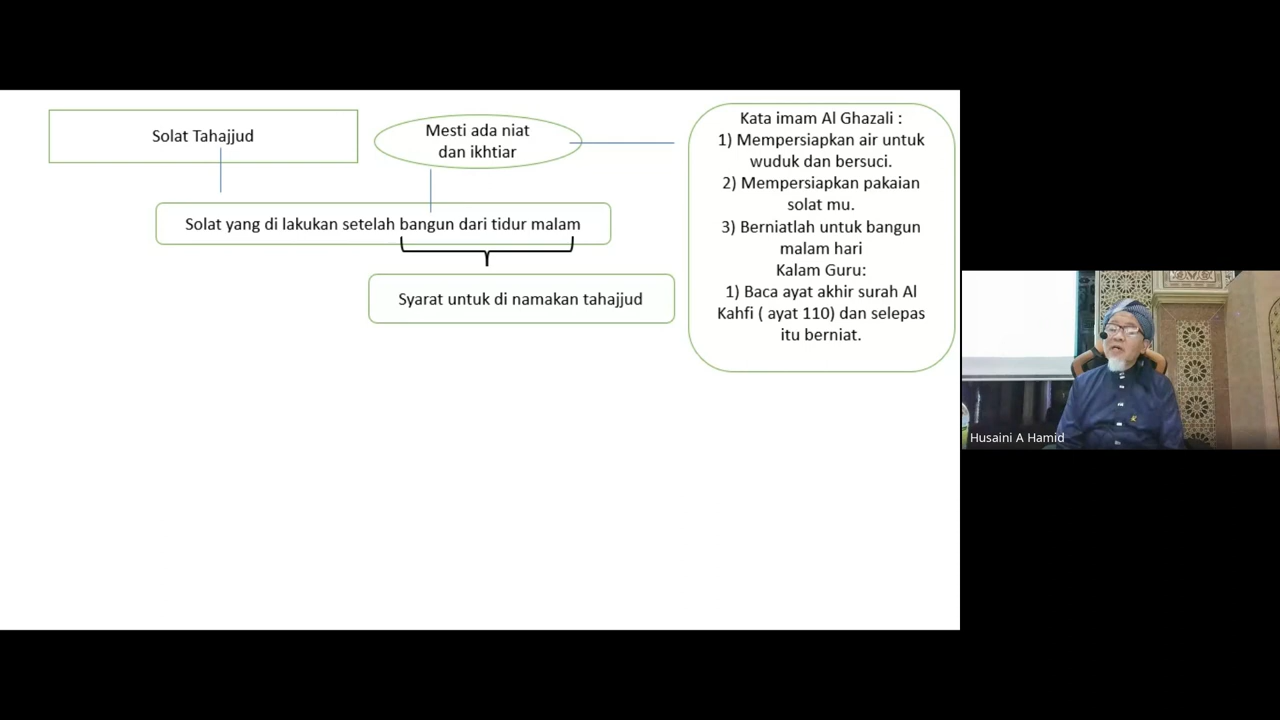 Solat Tahajjud
Mesti ada niat
dan ikhtiar
Solat yang di lakukan setelah bangun dari tidur malam
Syarat untuk di namakan tahajjud
Kata imam Al Ghazali :
1) Mempersiapkan air untuk
wuduk dan bersuci.
2) Mempersiapkan pakaian
solat mu.
3) Berniatlah untuk bangun
malam hari
Kalam Guru:
1) Baca ayat akhir surah Al
Kahfi ( ayat 110) dan selepas
itu berniat.
Husaini A Hamid